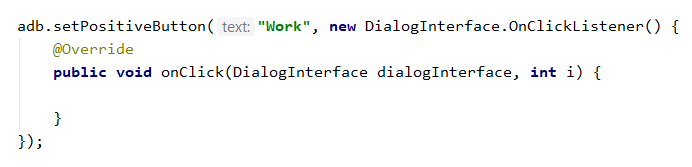 adb.setPositiveButton( text: "Work", new DialogInterface.OnClickListener() {
    @Override
    public void onClick(DialogInterface dialogInterface, int i) {
    }
});